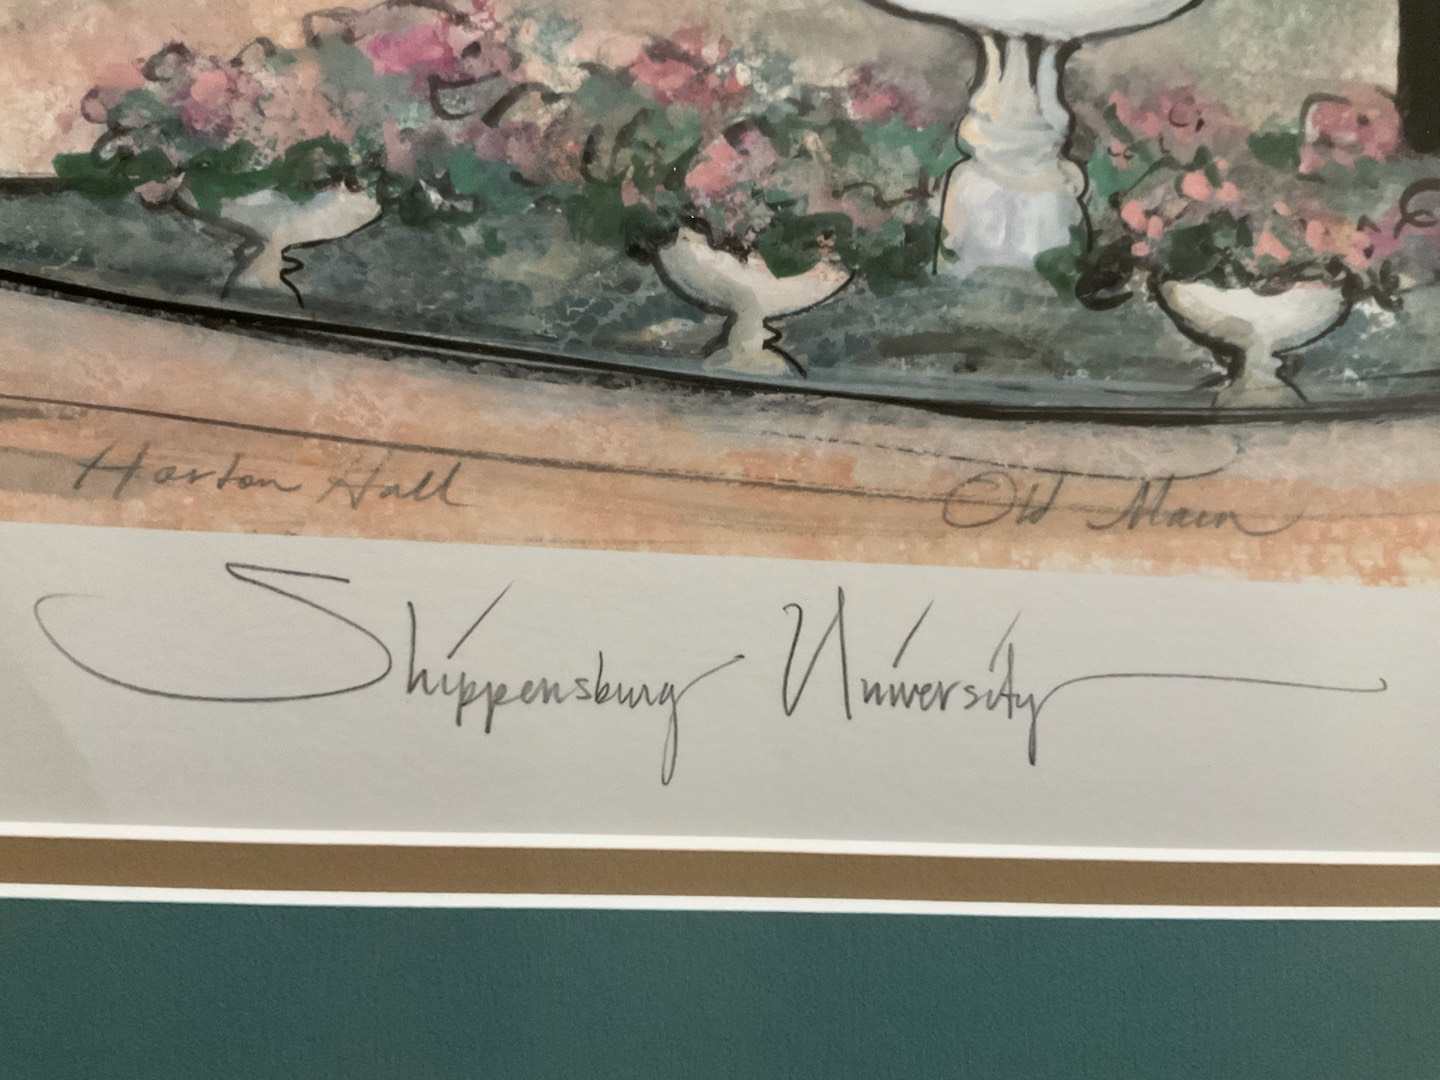 Horton Hall Old Main
Shippensburg University